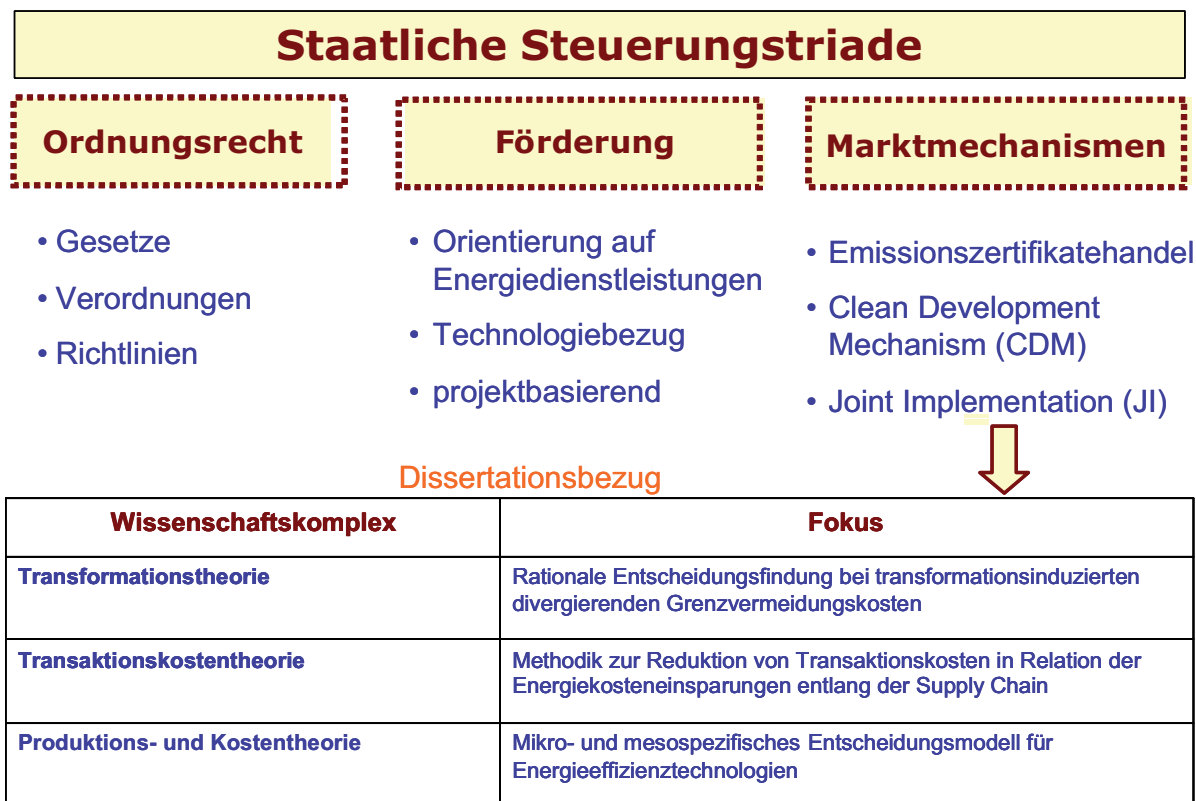 Staatliche Steuerungstriade
Ordnungsrecht
• Gesetze
• Verordnungen
• Richtlinien
Förderung
• Orientierung auf
Energiedienstleistungen
• Technologiebezug
• projektbasierend
Marktmechanismen
• Emissionszertifikatehandel
• Clean Development
Mechanism (CDM)
• Joint Implementation (JI)
Dissertationsbezug
Wissenschaftskomplex
Fokus
Transformationstheorie
Rationale Entscheidungsfindung bei transformationsinduzierten
divergierenden Grenzvermeidungskosten
Transaktionskostentheorie
Methodik zur Reduktion von Transaktionskosten in Relation der
Energiekosteneinsparungen entlang der Supply Chain
Produktions- und Kostentheorie
Mikro- und mesospezifisches Entscheidungsmodell für
Energieeffizienztechnologien